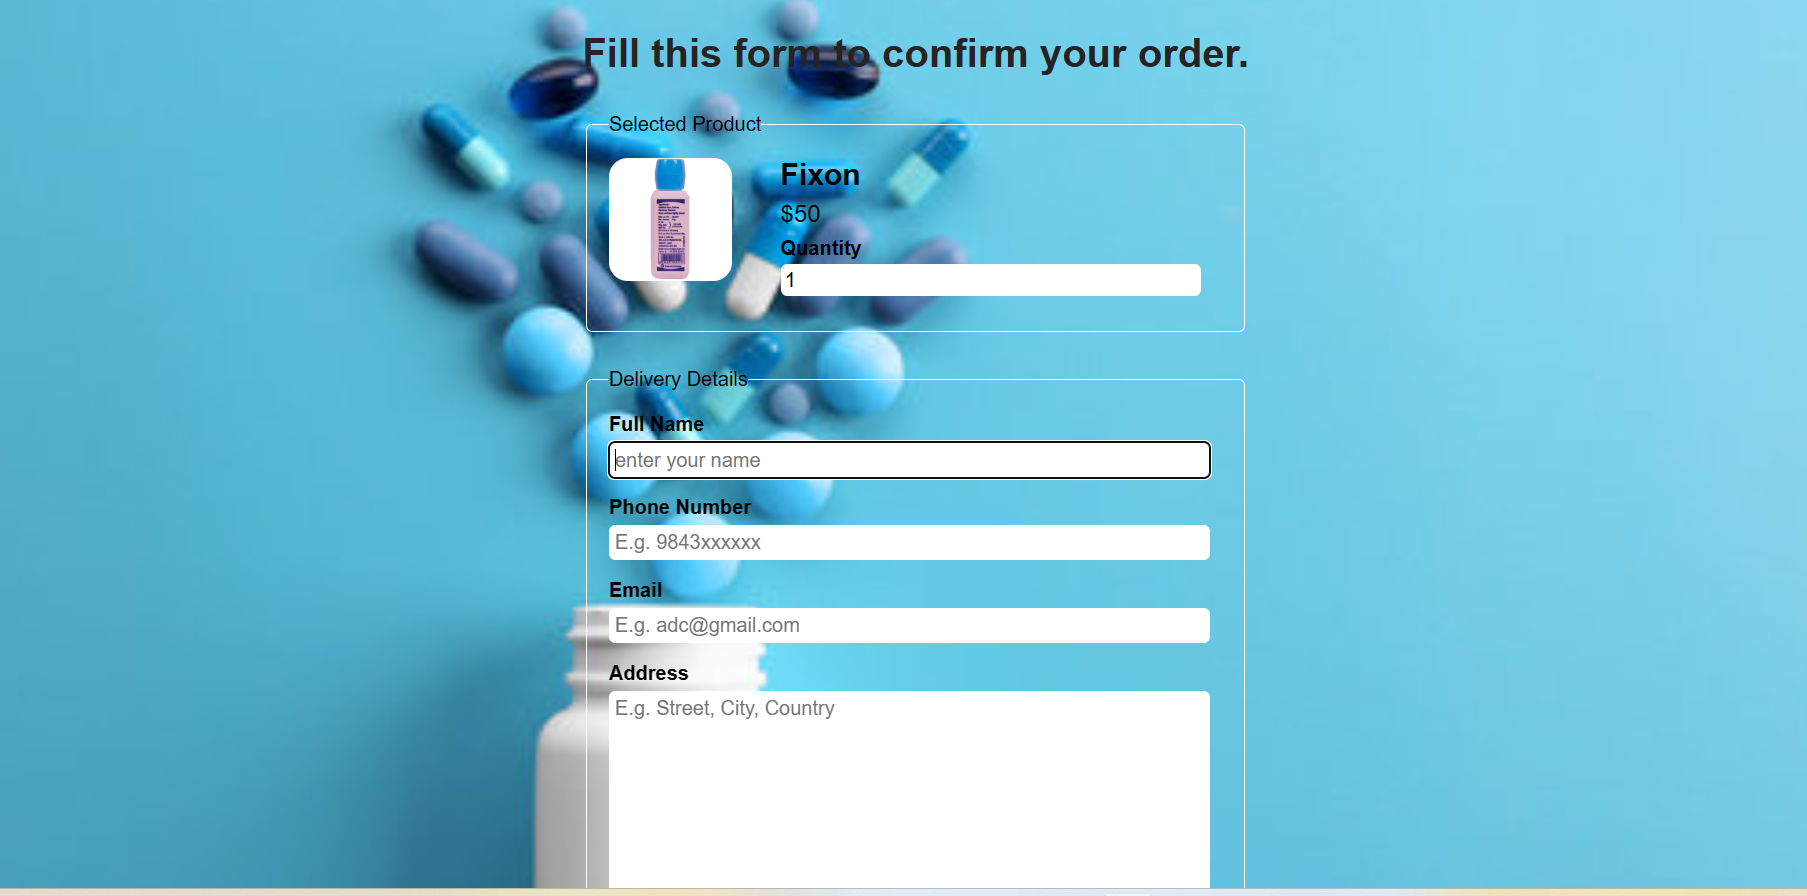 Fill this form to confirm your order.
Selected Product
Fixon
$50
Quantity
1
Delivery Details
Full Name
enter your name
Phone Number
E.g. 9843xxxxxx
Email
E.g. adc@gmail.com
Address
E.g. Street, City, Country